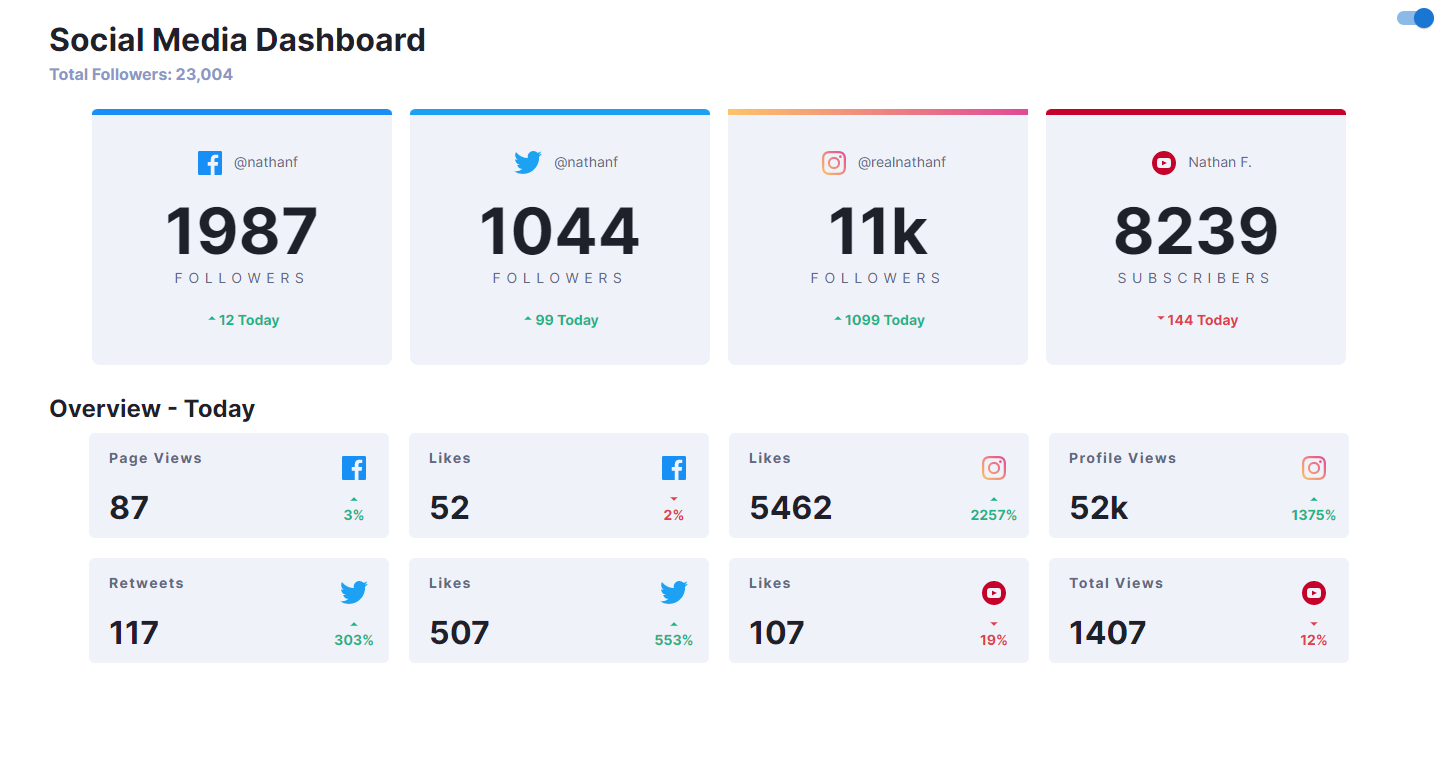 Social Media Dashboard
Total Followers: 23,004
@nathanf
1987
FOLLOWERS
12 Today
@nathanf
1044
FOLLOWERS
99 Today
@realnathanf
11k
FOLLOWERS
1099 Today
Nathan F.
8239
SUBSCRIBERS
144 Today
Overview - Today
Page Views
87
3%
Likes
52
2%
Likes
5462
2257%
Profile Views
52k
1375%
Retweets
117
303%
Likes
507
553%
Likes
107
19%
Total Views
1407
12%